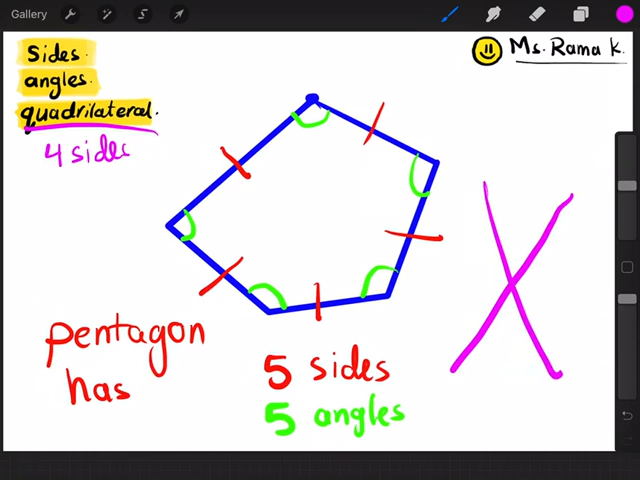 Gallery
Sides
angles
quadrilateral.
4 sides
Ms. Rama K.
pentagon
has
5 sides
5 angles